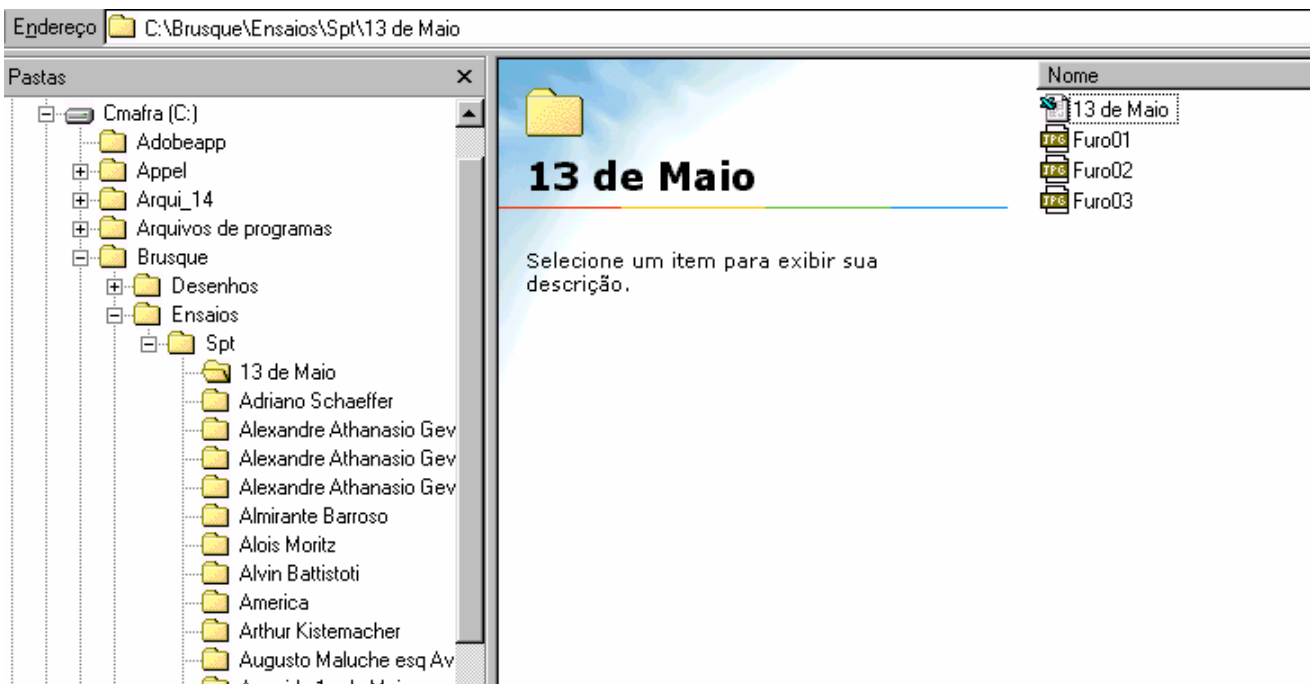 Endereço C:\Brusque\Ensaios\Spt\13 de Maio
Pastas
Cmafra (C:)
Adobeapp
Appel
Arqui_14
Arquivos de programas
Brusque
Desenhos
Ensaios
Spt
13 de Maio
Adriano Schaeffer
Alexandre Athanasio Gev
Alexandre Athanasio Gev
Alexandre Athanasio Gev
Almirante Barroso
Alois Moritz
Alvin Battistoti
America
Arthur Kistemacher
Augusto Maluche esq Av
13 de Maio
Selecione um item para exibir sua
descrição.
Nome
13 de Maio
JPG Furo01
JPG Furo02
JPG Furo03